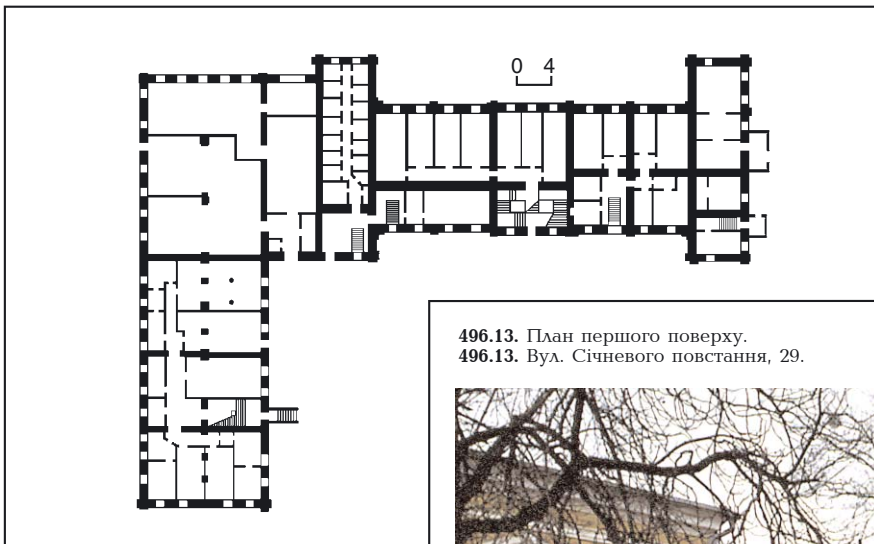 0 4
496.13. План першого поверху.
496.13. Вул. Січневого повстання, 29.